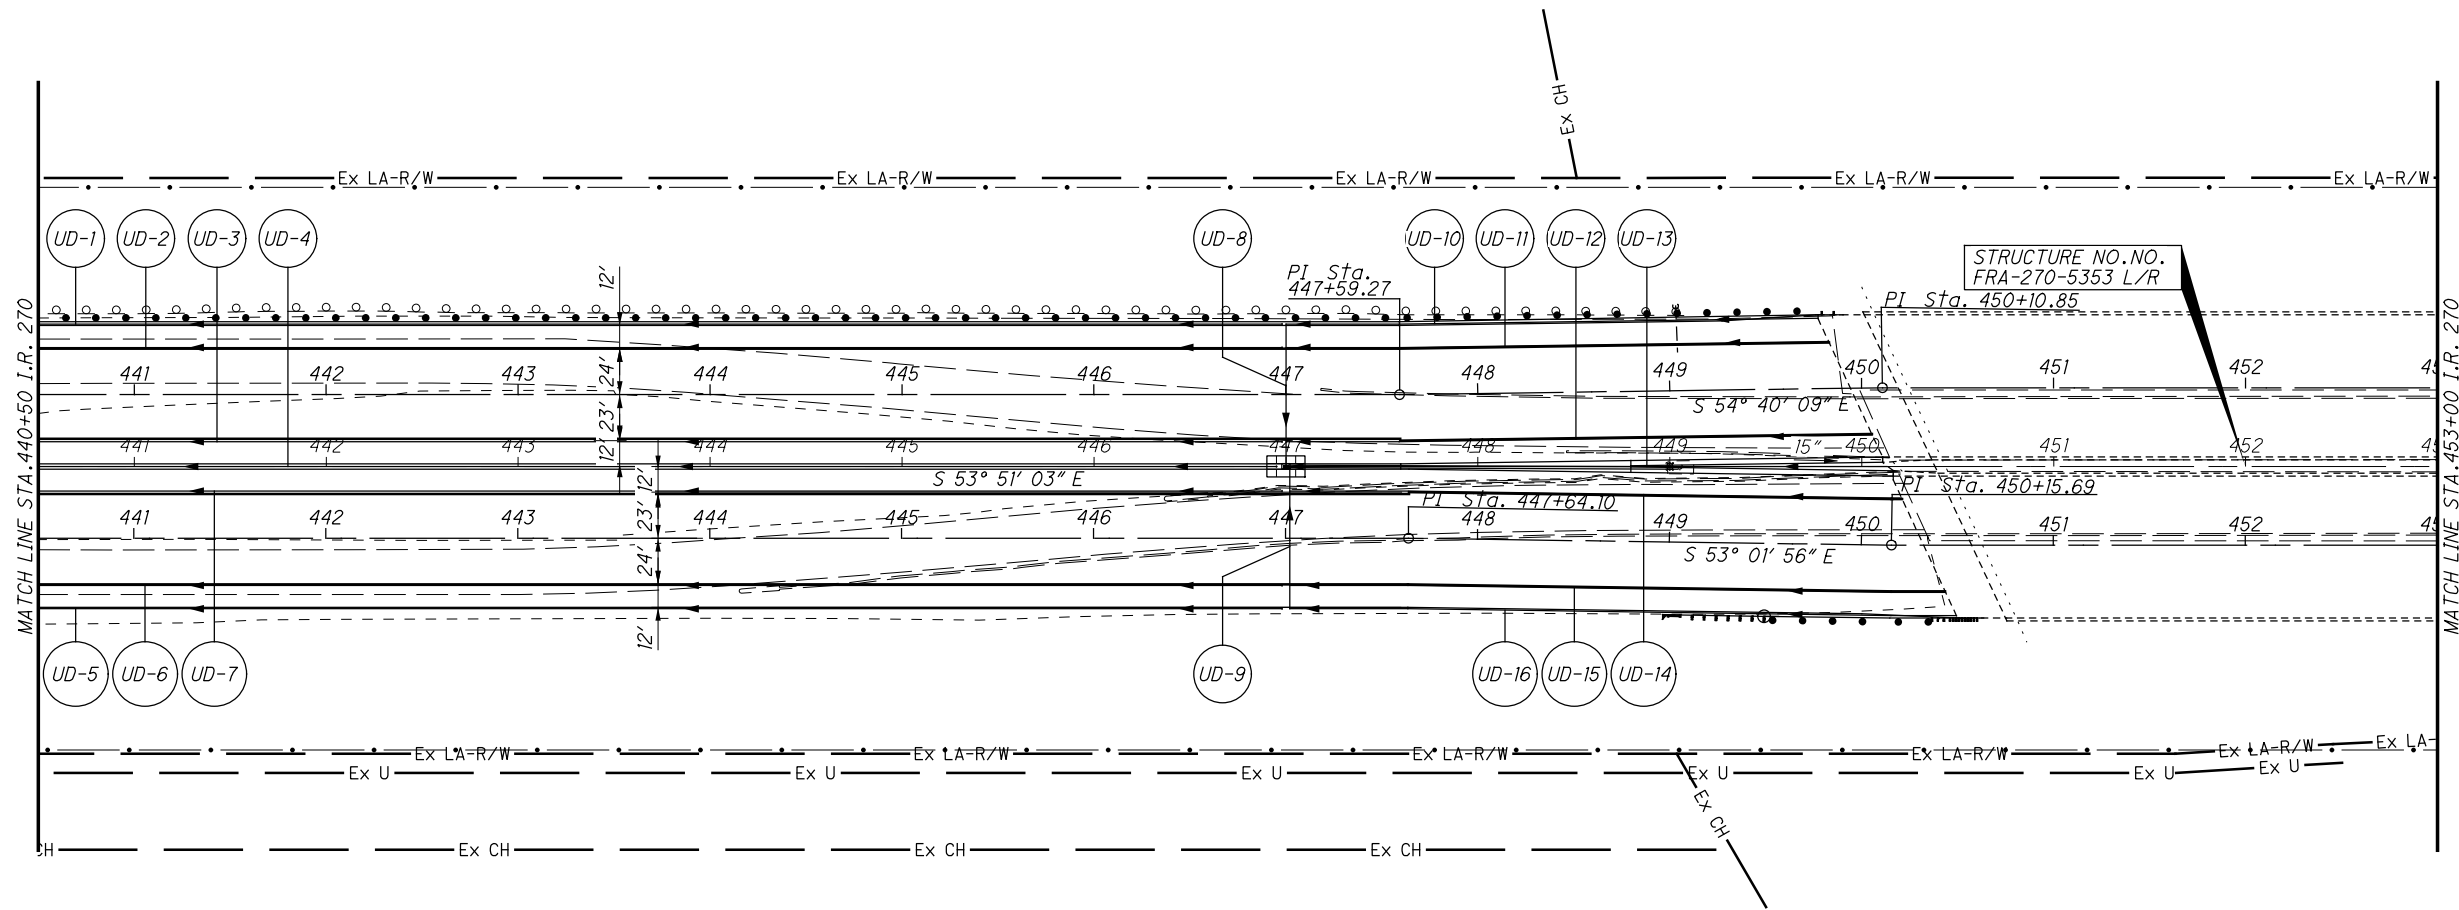 Ex CH
Ex LA-R/W Ex LA-R/W Ex LA-R/W Ex LA-R/W Ex LA-R/W
UD-1 UD-2 UD-3 UD-4 UD-8 UD-10 UD-11 UD-12 UD-13
STRUCTURE NO.NO.
FRA-270-5353 L/R
PI Sta.
447+59.27
PI Sta. 450+10.85
MATCH LINE STA.440+50 I.R. 270
12'
24'
23'
12'
441 442 443 444 445 446 447 448 449 450 451 452
S 54° 40' 09" E
441 442 443 444 445 446 447 448 449 15" 450 451 452
S 53° 51' 03" E
PI Sta. 447+64.10
PI Sta. 450+15.69
12'
23'
24'
12'
441 442 443 444 445 446 447 448 449 450 451 452
S 53° 01' 56" E
MATCH LINE STA.453+00 I.R. 270
UD-5 UD-6 UD-7 UD-9 UD-16 UD-15 UD-14
Ex LA-R/W Ex LA-R/W Ex LA-R/W Ex LA-R/W Ex LA-R/W Ex LA
Ex U Ex U Ex U Ex U Ex U Ex U
Ex CH
CH Ex CH Ex CH Ex CH